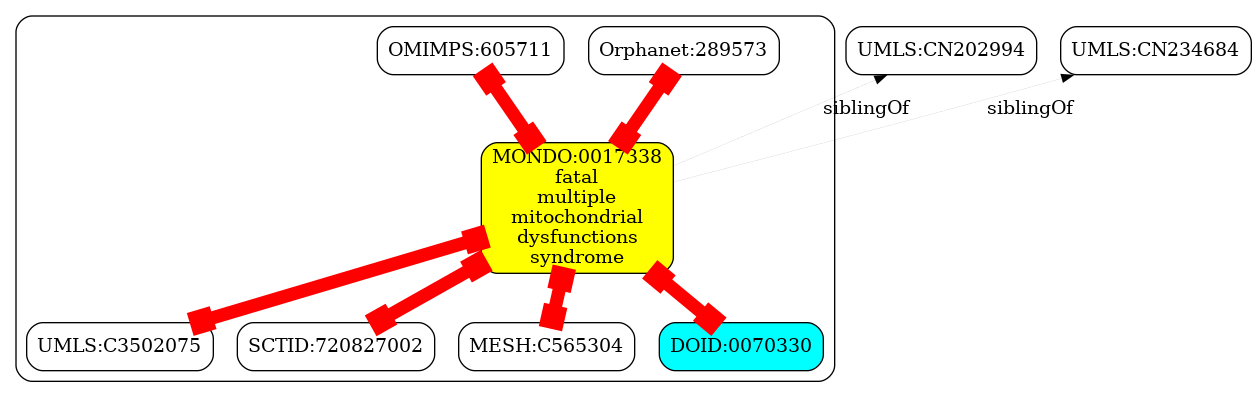 OMIMPS:605711
Orphanet:289573
UMLS:CN202994
UMLS:CN234684
siblingOf
siblingOf
MONDO:0017338
fatal
multiple
mitochondrial
dysfunctions
syndrome
UMLS:C3502075
SCTID:720827002
MESH:C565304
DOID:0070330